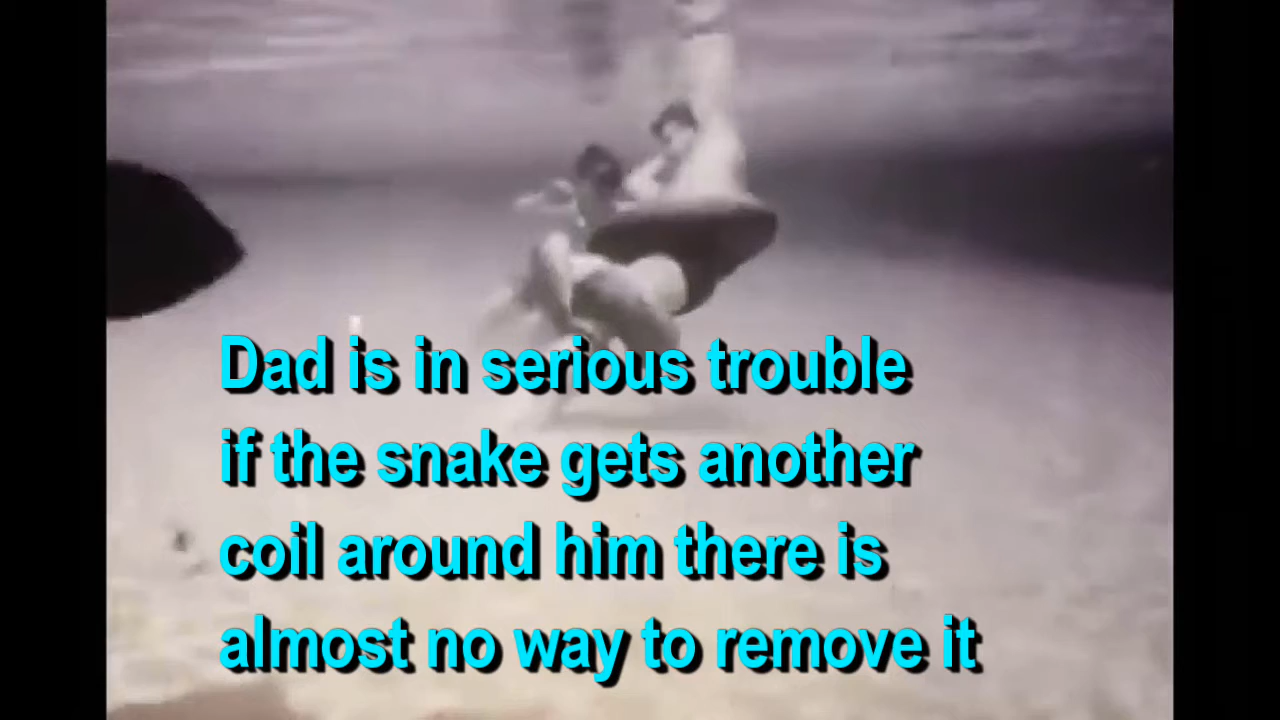 Dad is in serious trouble
if the snake gets another
coil around him there is
almost no way to remove it